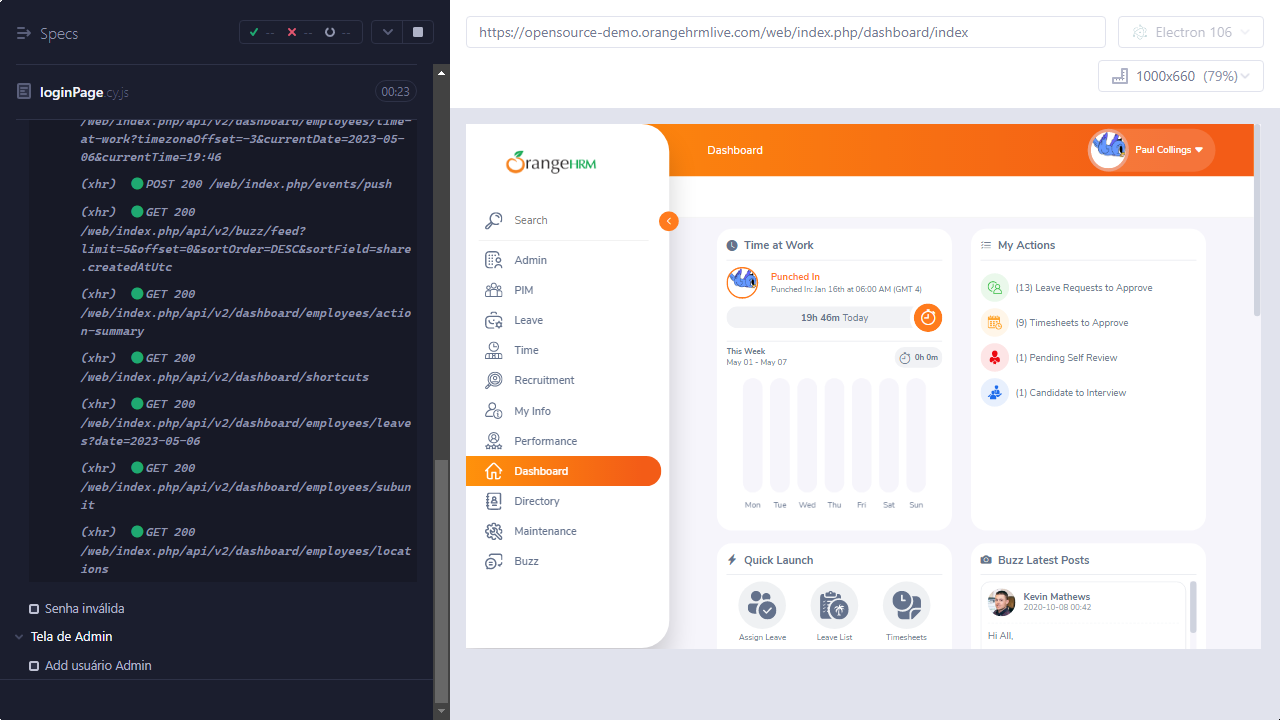 Specs
--
--
--
https://opensource-demo.orangehrmlive.com/web/index.php/dashboard/index
Electron 106
1000x660 (79%)
loginPage.cy.js
00:23
/web/index.php/api/v2/dashboard/employees/time
-at-work?timezoneOffset=-3&currentDate=2023-05-
06&currentTime=19:46
(xhr) POST 200 /web/index.php/events/push
(xhr) GET 200
/web/index.php/api/v2/buzz/feed?
limit=5&offset=0&sortOrder=DESC&sortField=share
.createdAtUtc
(xhr) GET 200
/web/index.php/api/v2/dashboard/employees/actio
n-summary
(xhr) GET 200
/web/index.php/api/v2/dashboard/shortcuts
(xhr) GET 200
/web/index.php/api/v2/dashboard/employees/leave
s?date=2023-05-06
(xhr) GET 200
/web/index.php/api/v2/dashboard/employees/subun
it
(xhr) GET 200
/web/index.php/api/v2/dashboard/employees/locat
ions
Senha inválida
Tela de Admin
Add usuário Admin
OrangeHRM
Search
Admin
PIM
Leave
Time
Recruitment
My Info
Performance
Dashboard
Directory
Maintenance
Buzz
Dashboard
Paul Collings
Time at Work
Punched In
Punched In: Jan 16th at 06:00 AM (GMT 4)
19h 46m Today
This Week
May 01 - May 07
0h 0m
Mon Tue Wed Thu Fri Sat Sun
My Actions
(13) Leave Requests to Approve
(9) Timesheets to Approve
(1) Pending Self Review
(1) Candidate to Interview
Quick Launch
Assign Leave
Leave List
Timesheets
Buzz Latest Posts
Kevin Mathews
2020-10-08 00:42
Hi All,